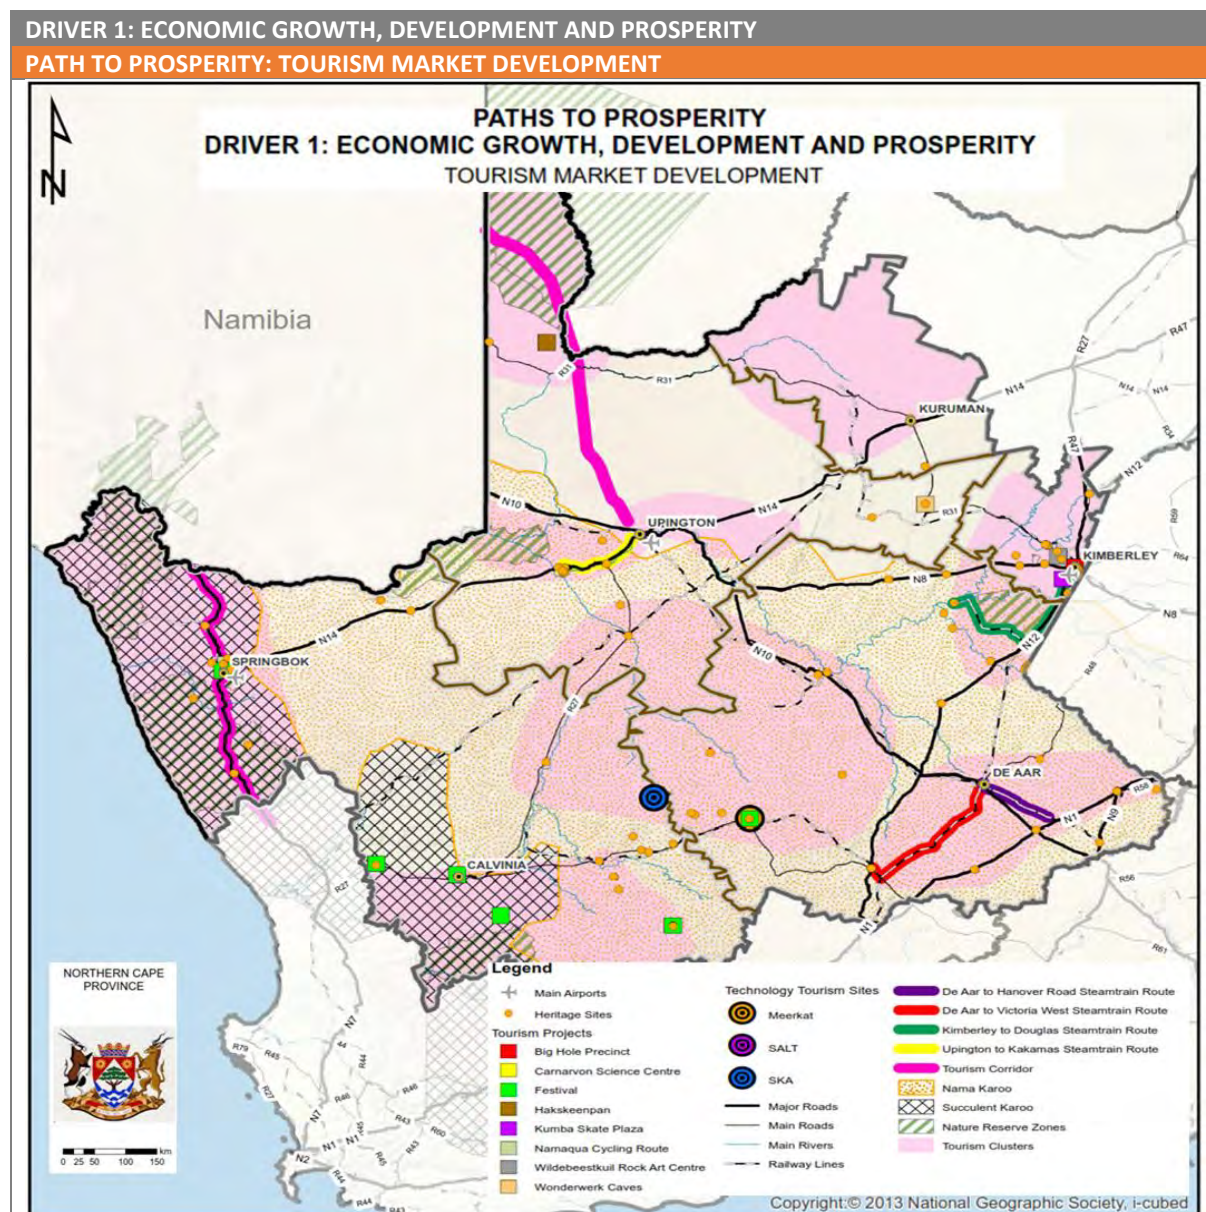 DRIVER 1: ECONOMIC GROWTH, DEVELOPMENT AND PROSPERITY
PATH TO PROSPERITY: TOURISM MARKET DEVELOPMENT
PATHS TO PROSPERITY
DRIVER 1: ECONOMIC GROWTH, DEVELOPMENT AND PROSPERITY
TOURISM MARKET DEVELOPMENT
N
Namibia
R47
R27
R31
R31
N14
N14
N14
KURUMAN
R34
R47
N12
N10
N14
UPINGTON
R31
R59
KIMBERLEY
R64
N8
N8
N14
SPRINGBOK
N12
N10
R48
R27
DE AAR
R58
N1
N9
CALVINIA
R27
R56
N1
R61
NORTHERN CAPE
PROVINCE
km
0 25 50 100 150
N7
R79
R45
44
R44
R27
R46
R46
N7
R43
R60
N1
N1
R45
R43
N2
R44
R44
R43
Legend
Main Airports
Heritage Sites
Tourism Projects
Big Hole Precinct
Carnarvon Science Centre
Festival
Hakskeenpan
Kumba Skate Plaza
Namaqua Cycling Route
Wildebeestkuil Rock Art Centre
Wonderwerk Caves
Technology Tourism Sites
Meerkat
SALT
SKA
Major Roads
Main Roads
Main Rivers
Railway Lines
De Aar to Hanover Road Steamtrain Route
De Aar to Victoria West Steamtrain Route
Kimberley to Douglas Steamtrain Route
Upington to Kakamas Steamtrain Route
Tourism Corridor
Nama Karoo
Succulent Karoo
Nature Reserve Zones
Tourism Clusters
Copyright:© 2013 National Geographic Society, i-cubed